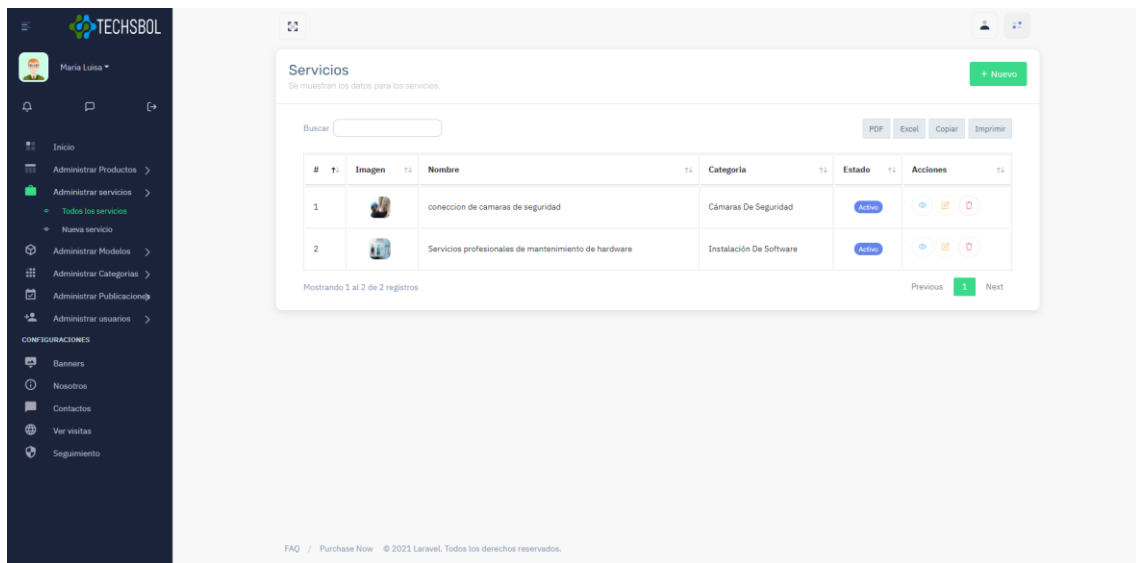 TECHSBOL
Maria Luisa
Inicio
Administrar Productos
Administrar servicios
Todos los servicios
Nueva servicio
Administrar Modelos
Administrar Categorias
Administrar Publicaciones
Administrar usuarios
CONFIGURACIONES
Banners
Nosotros
Contactos
Ver visitas
Seguimiento
Servicios
Se muestran los datos para los servicios.
+ Nuevo
Buscar
PDF Excel Copiar Imprimir
# Imagen Nombre Categoria Estado Acciones
1 coneccion de camaras de seguridad Cámaras De Seguridad Activo
2 Servicios profesionales de mantenimiento de hardware Instalación De Software Activo
Mostrando 1 al 2 de 2 registros
Previous 1 Next
FAQ / Purchase Now © 2021 Laravel. Todos los derechos reservados.